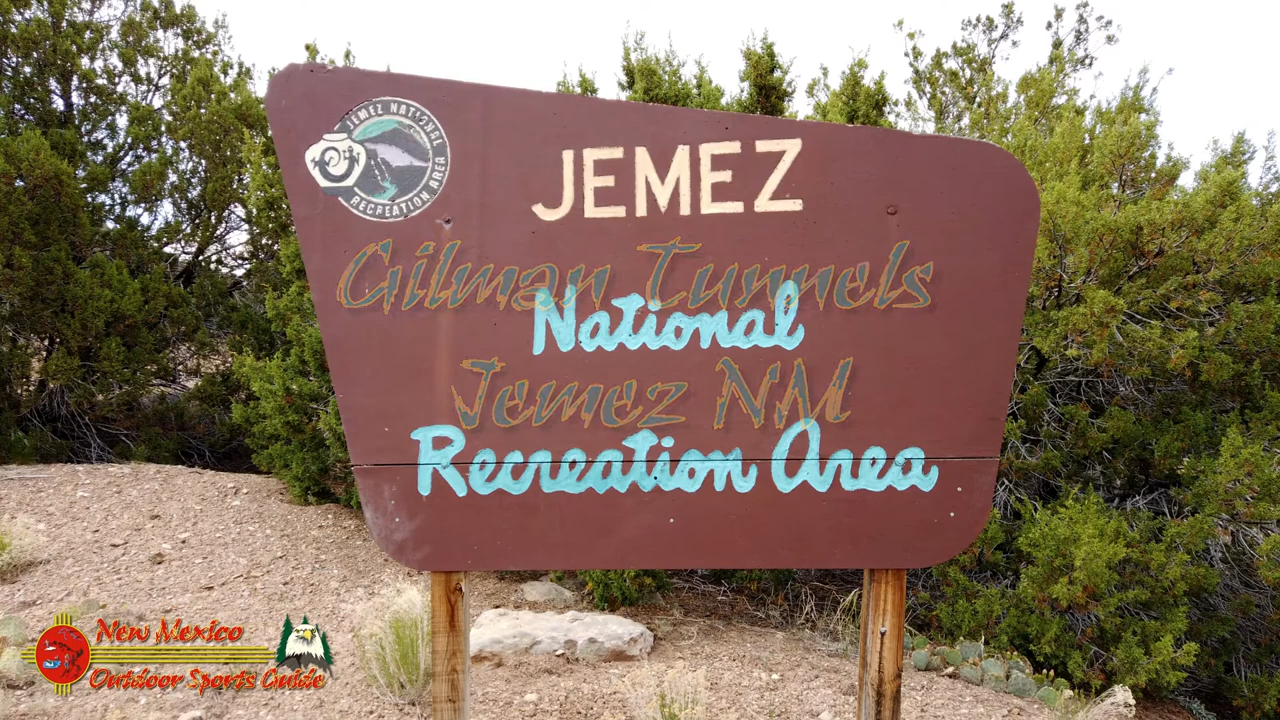 JEMEZ NATIONAL
RECREATION AREA
JEMEZ
Gilman Tunnels
National
Jemez NM
Recreation Area
New Mexico
Outdoor Sports Guide